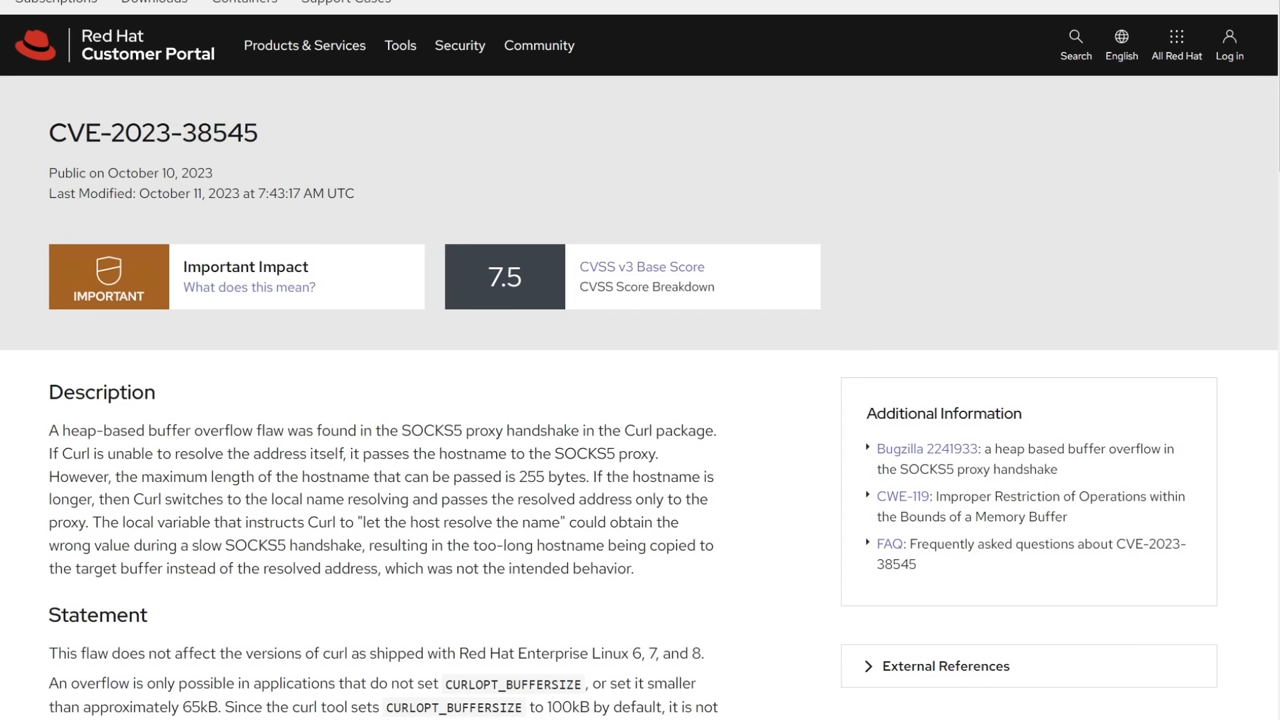 Subscriptions Downloads Containers Support Cases
Red Hat
Customer Portal
Products & Services Tools Security Community
Search English All Red Hat Log in
CVE-2023-38545
Public on October 10, 2023
Last Modified: October 11, 2023 at 7:43:17 AM UTC
IMPORTANT
Important Impact
What does this mean?
7.5
CVSS v3 Base Score
CVSS Score Breakdown
Description
A heap-based buffer overflow flaw was found in the SOCKS5 proxy handshake in the Curl package.
If Curl is unable to resolve the address itself, it passes the hostname to the SOCKS5 proxy.
However, the maximum length of the hostname that can be passed is 255 bytes. If the hostname is
longer, then Curl switches to the local name resolving and passes the resolved address only to the
proxy. The local variable that instructs Curl to "let the host resolve the name" could obtain the
wrong value during a slow SOCKS5 handshake, resulting in the too-long hostname being copied to
the target buffer instead of the resolved address, which was not the intended behavior.
Statement
This flaw does not affect the versions of curl as shipped with Red Hat Enterprise Linux 6, 7, and 8.
An overflow is only possible in applications that do not set CURLOPT_BUFFERSIZE, or set it smaller
than approximately 65kB. Since the curl tool sets CURLOPT_BUFFERSIZE to 100kB by default, it is not
Additional Information
Bugzilla 2241933: a heap based buffer overflow in
the SOCKS5 proxy handshake
CWE-119: Improper Restriction of Operations within
the Bounds of a Memory Buffer
FAQ: Frequently asked questions about CVE-2023-
38545
External References